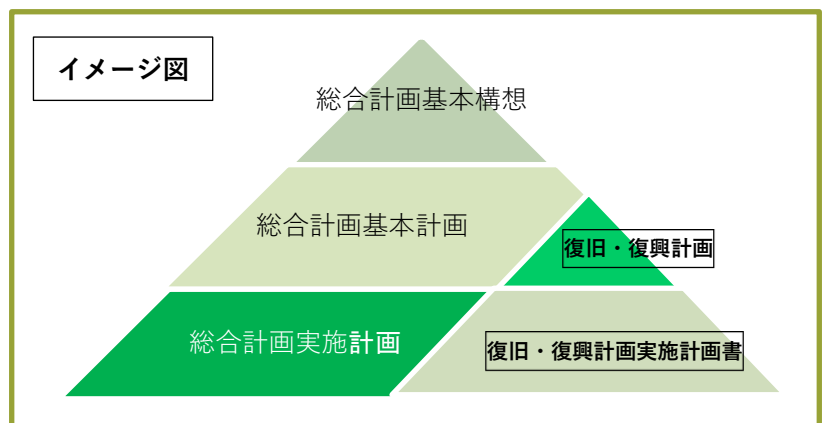 イメージ図
総合計画基本構想
総合計画基本計画
復旧・復興計画
総合計画実施計画
復旧・復興計画実施計画書